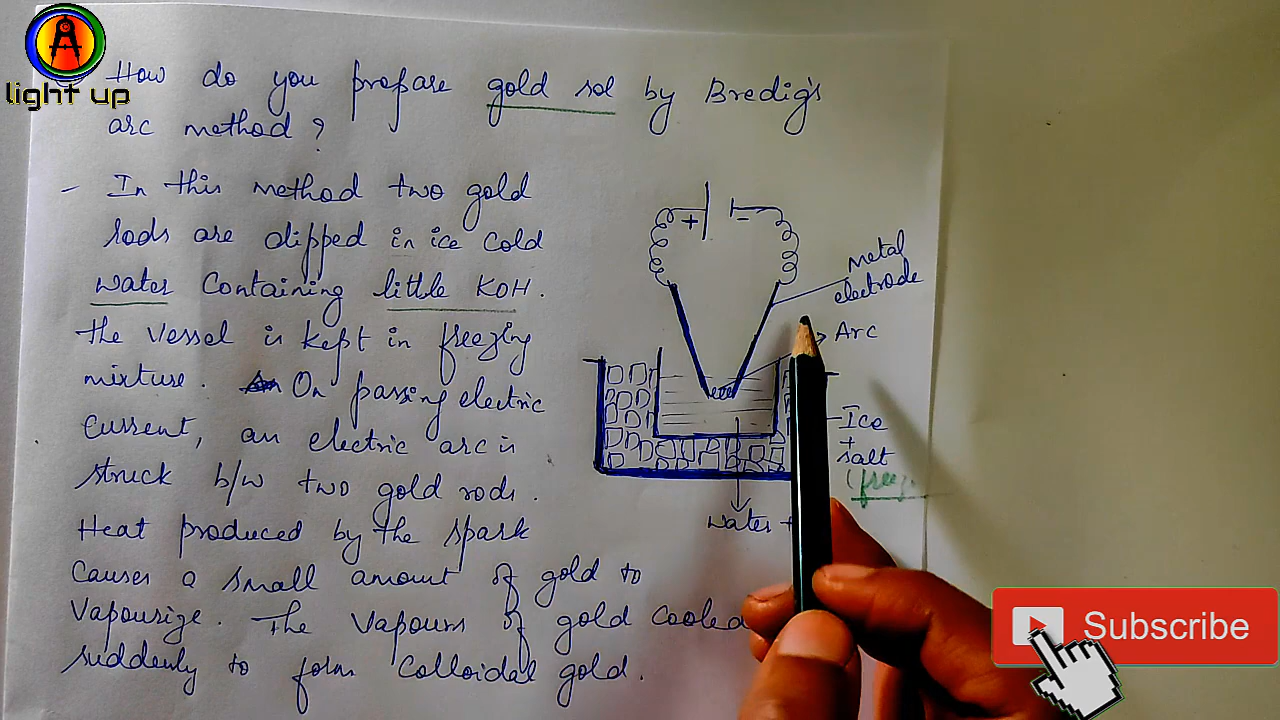 light up
How do you prepare gold sol by Bredig's
arc method?
- In this method two gold
rods are dipped in ice cold
water containing little KOH.
the vessel is kept in freezing
mixture. On passing electric
current, an electric arc is
struck b/w two gold rods.
Heat produced by the spark
causes a small amount of gold to
vapourize. The vapours of gold cooled
suddenly to form colloidal gold.
+ -
metal
electrode
Arc
Ice
+
salt
(freez
water +
Subscribe